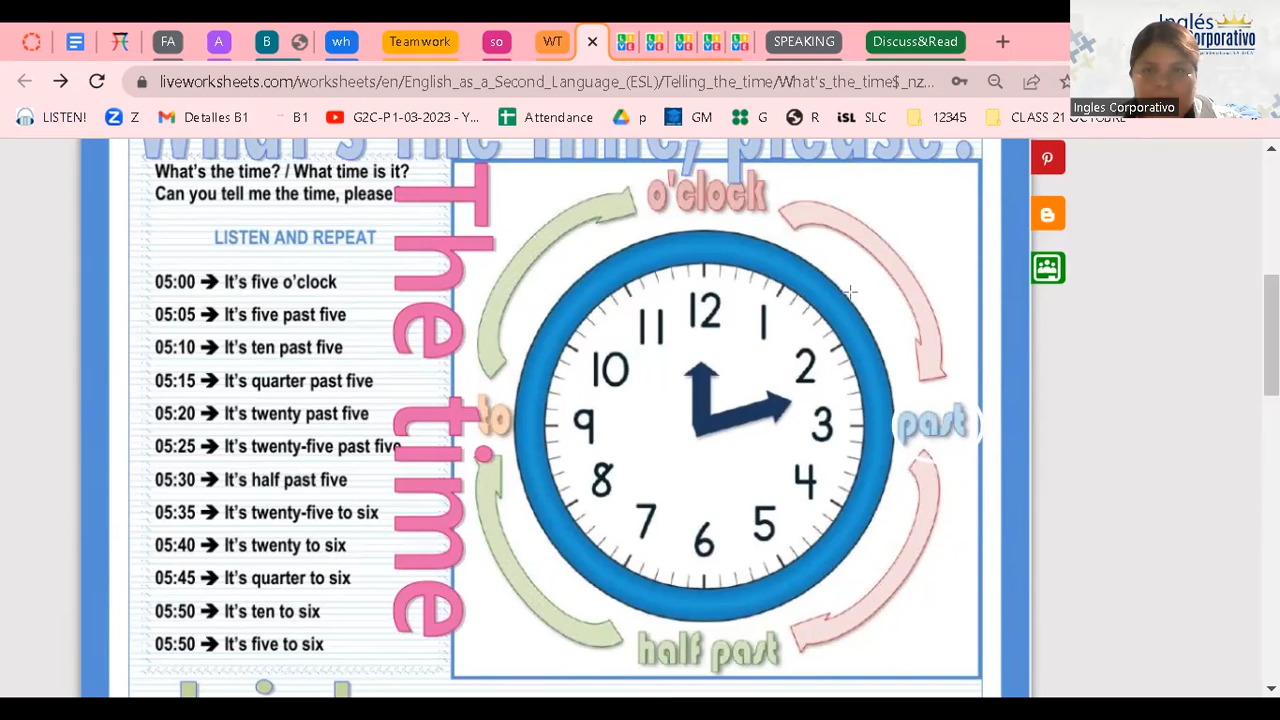 FA
A
B
wh
Teamwork
so
WT
SPEAKING
Discuss&Read
Inglés
Corporativo
Ingles Corporativo
liveworksheets.com/worksheets/en/English_as_a_Second_Language_(ESL)/Telling_the_time/What's_the_time$_nz...
LISTEN!
Z
Detalles B1
B1
G2C-P1-03-22- Y...
Attendance
p
GM
G
R
SLC
12345
CLASS 21 OCTUBRE
What's the time, please?
What's the time? / What time is it?
Can you tell me the time, please
LISTEN AND REPEAT
05:00 → It's five o'clock
05:05 → It's five past five
05:10 → It's ten past five
05:15 → It's quarter past five
05:20 → It's twenty past five
05:25 → It's twenty-five past five
05:30 → It's half past five
05:35 → It's twenty-five to six
05:40 → It's twenty to six
05:45 → It's quarter to six
05:50 → It's ten to six
05:50 → It's five to six
The time
o'clock
past
half past
to
12
1
2
3
4
5
6
7
8
9
10
11